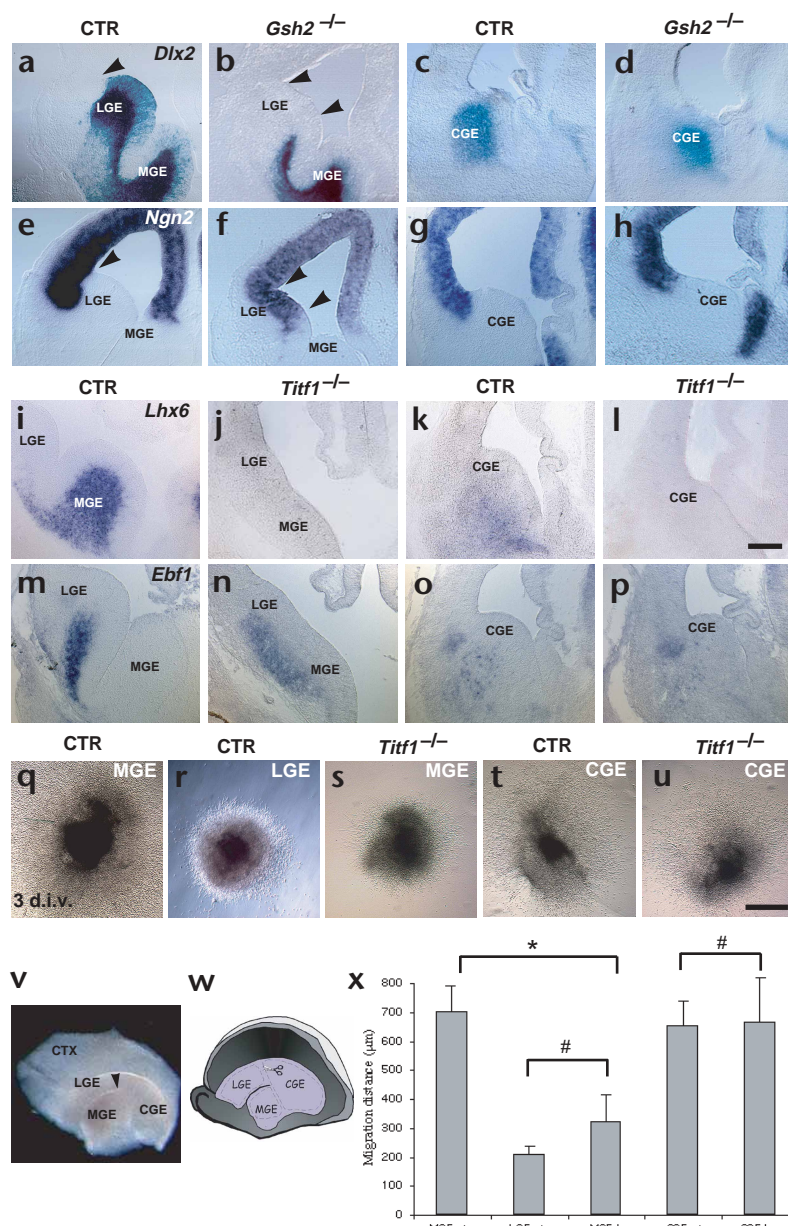 CTR Gsh2 –/– CTR Gsh2 –/–
a Dlx2 b c d
LGE LGE CGE CGE
MGE MGE
e Ngn2 f g h
LGE LGE CGE CGE
MGE MGE
CTR Titf1–/– CTR Titf1–/–
i Lhx6 j k l
LGE LGE CGE CGE
MGE MGE
m Ebf1 n o p
LGE LGE CGE CGE
MGE MGE
CTR CTR Titf1–/– CTR Titf1–/–
q MGE r LGE s MGE t CGE u CGE
3 d.i.v.
v w x
CTX
LGE
MGE
CGE
LGE
CGE
MGE
* #
#
Migration distance (μm)
800
700
600
500
400
300
200
100
0